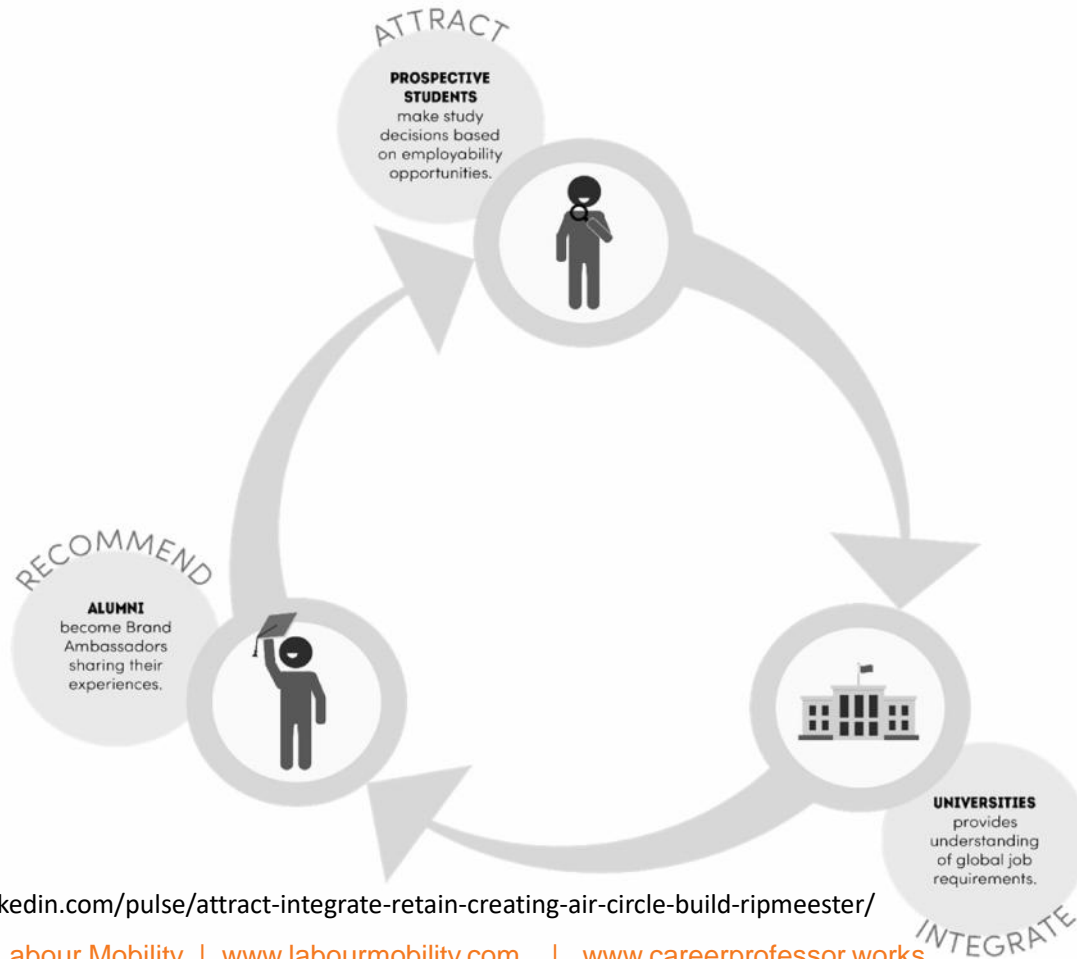 ATTRACT
PROSPECTIVE
STUDENTS
make study
decisions based
on employability
opportunities.
RECOMMEND
ALUMNI
become Brand
Ambassadors
sharing their
experiences.
UNIVERSITIES
provides
understanding
of global job
requirements.
INTEGRATE
kedin.com/pulse/attract-integrate-retain-creating-air-circle-build-ripmeester/
abour Mobility | www.labourmobility.com | www.careerprofessor.works